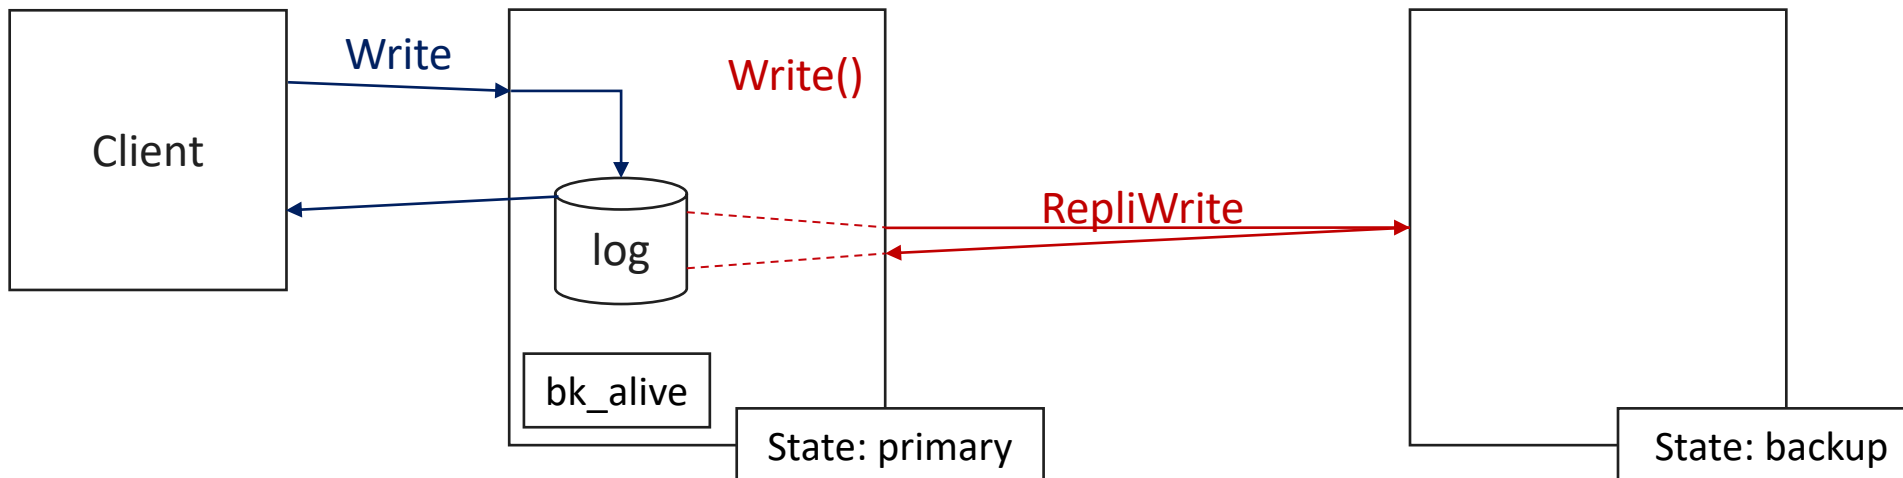 Client
Write
Write()
log
bk_alive
State: primary
RepliWrite
State: backup